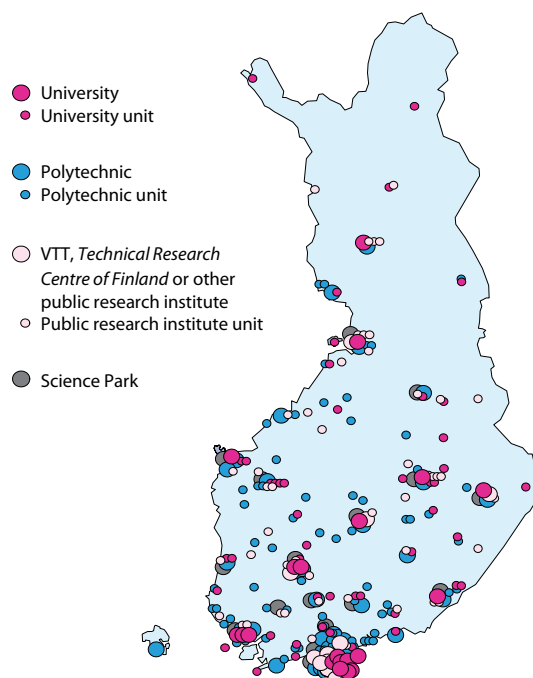 University
University unit
Polytechnic
Polytechnic unit
VTT, Technical Research
Centre of Finland or other
public research institute
Public research institute unit
Science Park